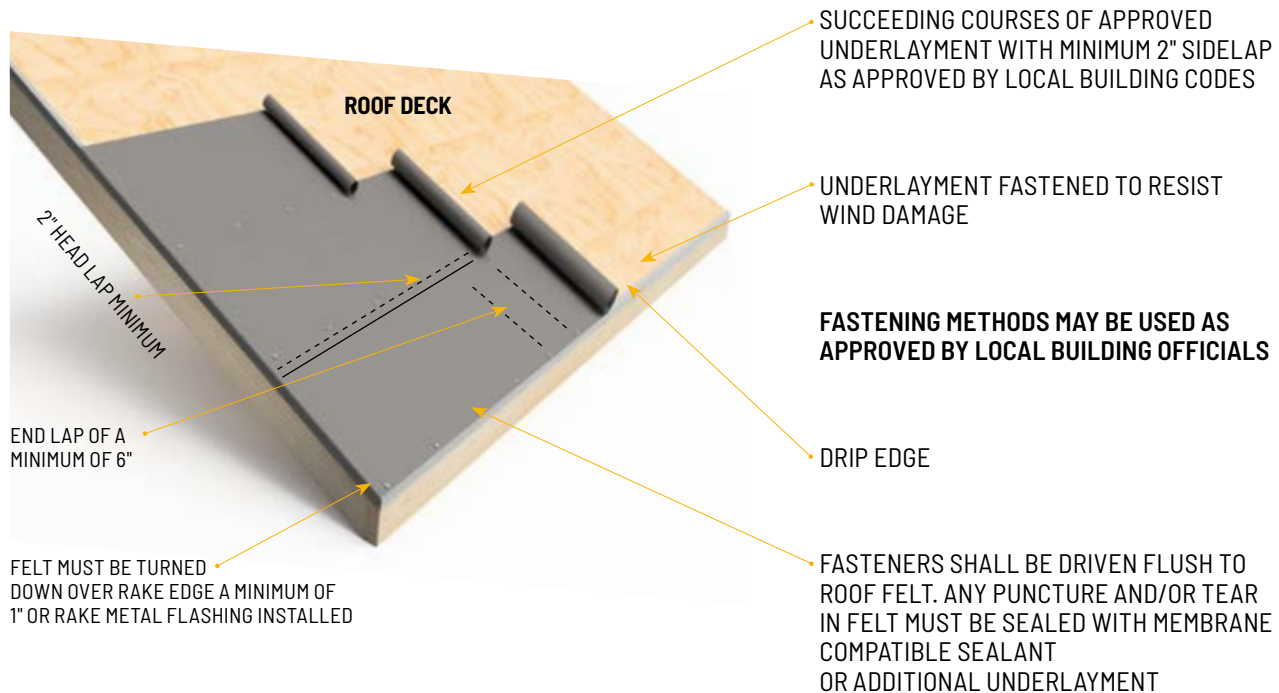 SUCCEEDING COURSES OF APPROVED
UNDERLAYMENT WITH MINIMUM 2" SIDELAP
AS APPROVED BY LOCAL BUILDING CODES
ROOF DECK
UNDERLAYMENT FASTENED TO RESIST
WIND DAMAGE
2" HEAD LAP MINIMUM
FASTENING METHODS MAY BE USED AS
APPROVED BY LOCAL BUILDING OFFICIALS
END LAP OF A
MINIMUM OF 6"
DRIP EDGE
FELT MUST BE TURNED
DOWN OVER RAKE EDGE A MINIMUM OF
1" OR RAKE METAL FLASHING INSTALLED
FASTENERS SHALL BE DRIVEN FLUSH TO
ROOF FELT. ANY PUNCTURE AND/OR TEAR
IN FELT MUST BE SEALED WITH MEMBRANE
COMPATIBLE SEALANT
OR ADDITIONAL UNDERLAYMENT